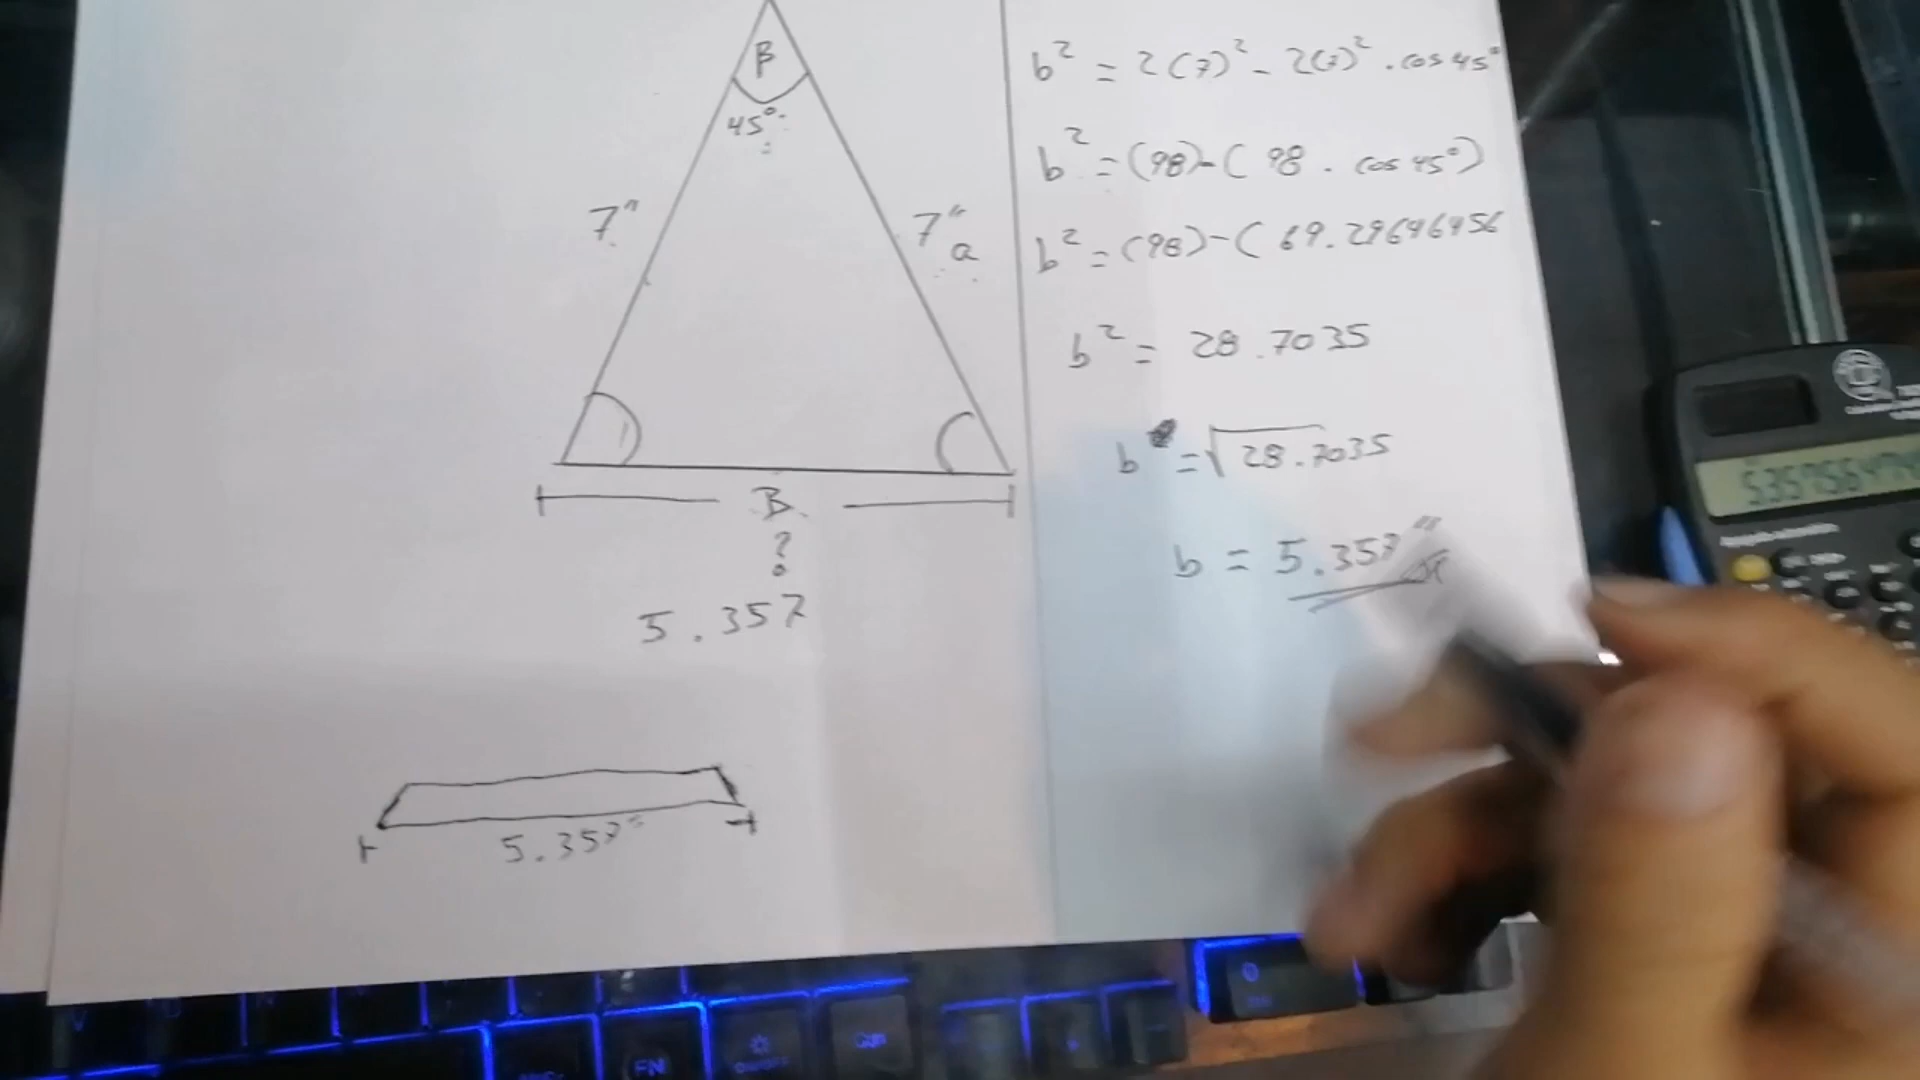 β
45°
7"
7"
a
B
?
5.357
5.357"
b² = 2(7)² - 2(7)² . cos 45°
b² = (98)-( 98 . cos 45°)
b² = (98)-( 69.29646456
b² = 28.7035
b = √28.7035
b = 5.357"
FN